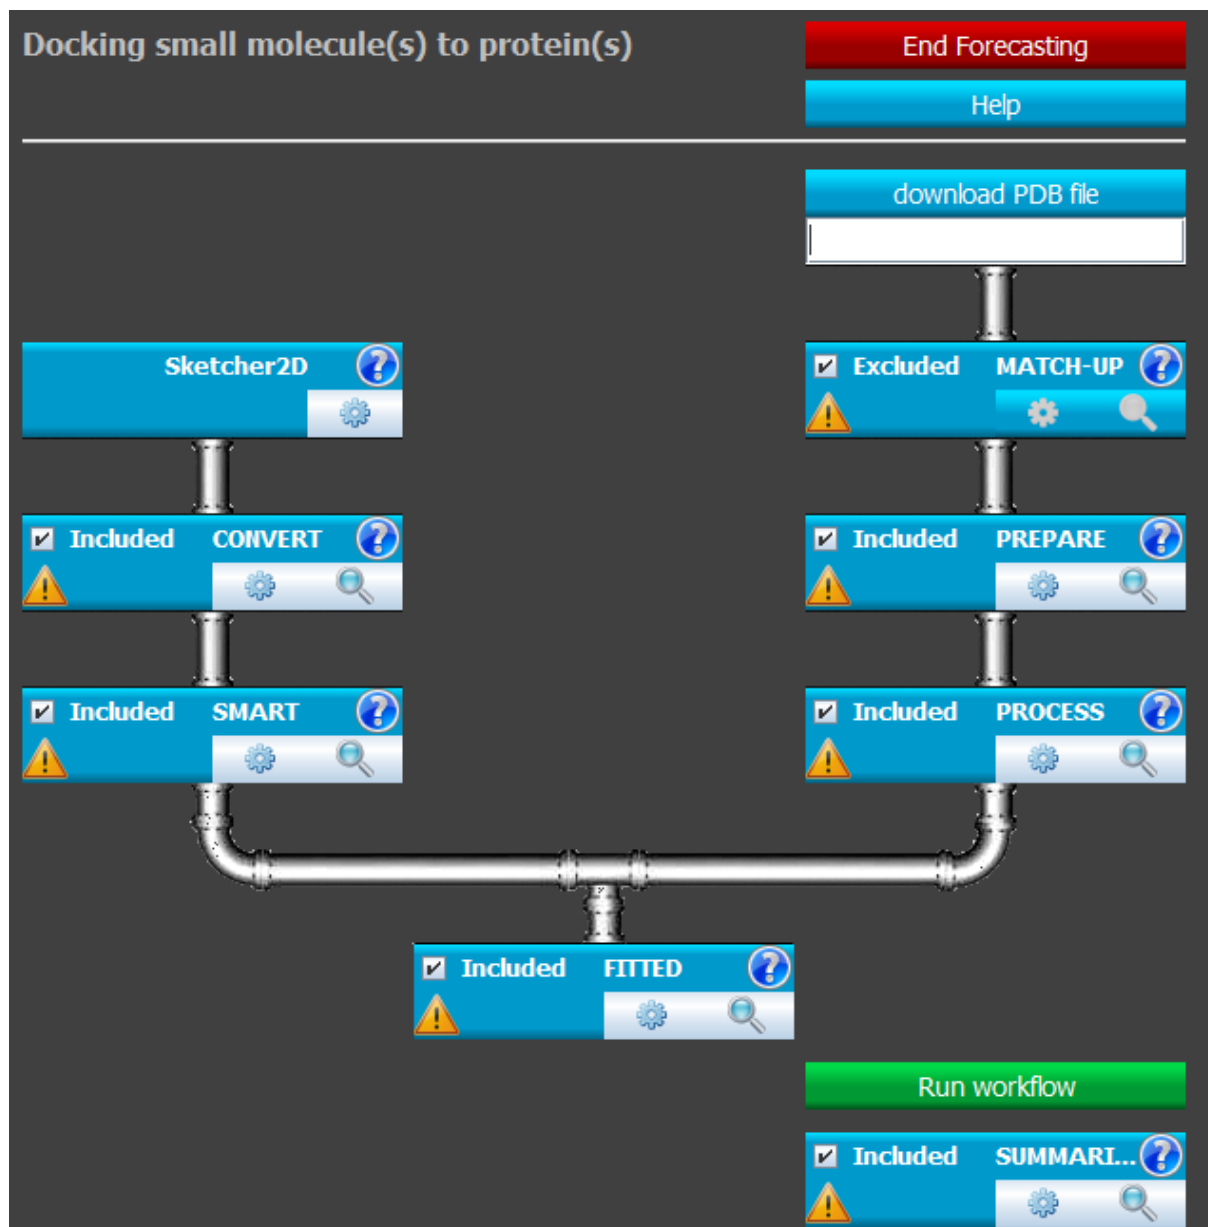 Docking small molecule(s) to protein(s)
End Forecasting
Help
download PDB file
Sketcher2D
Excluded MATCH-UP
Included CONVERT
Included PREPARE
Included SMART
Included PROCESS
Included FITTED
Run workflow
Included SUMMARI...